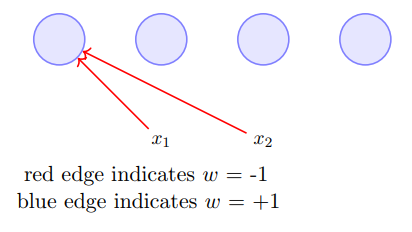 x₁ x₂
red edge indicates w = -1
blue edge indicates w = +1